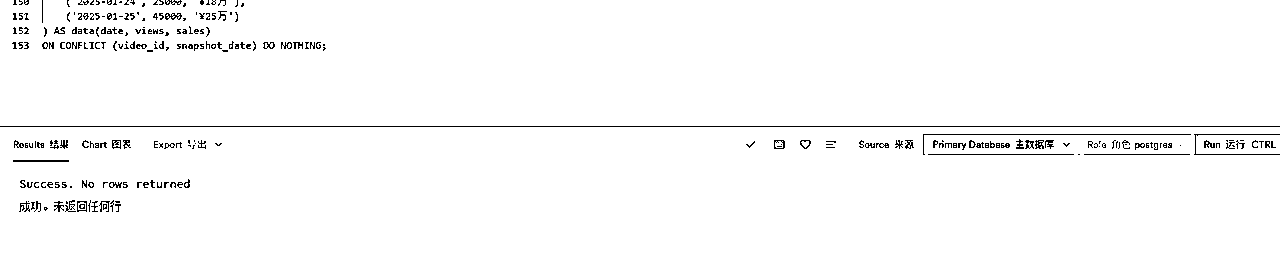 150 ('2025-01-24', 25000, '¥18万'),
151 ('2025-01-25', 45000, '¥25万')
152 ) AS data(date, views, sales)
153 ON CONFLICT (video_id, snapshot_date) DO NOTHING;
Results 结果 Chart 图表 Export 导出 Source 来源 Primary Database 主数据库 Role 角色 postgres Run 运行 CTRL
Success. No rows returned
成功。未返回任何行